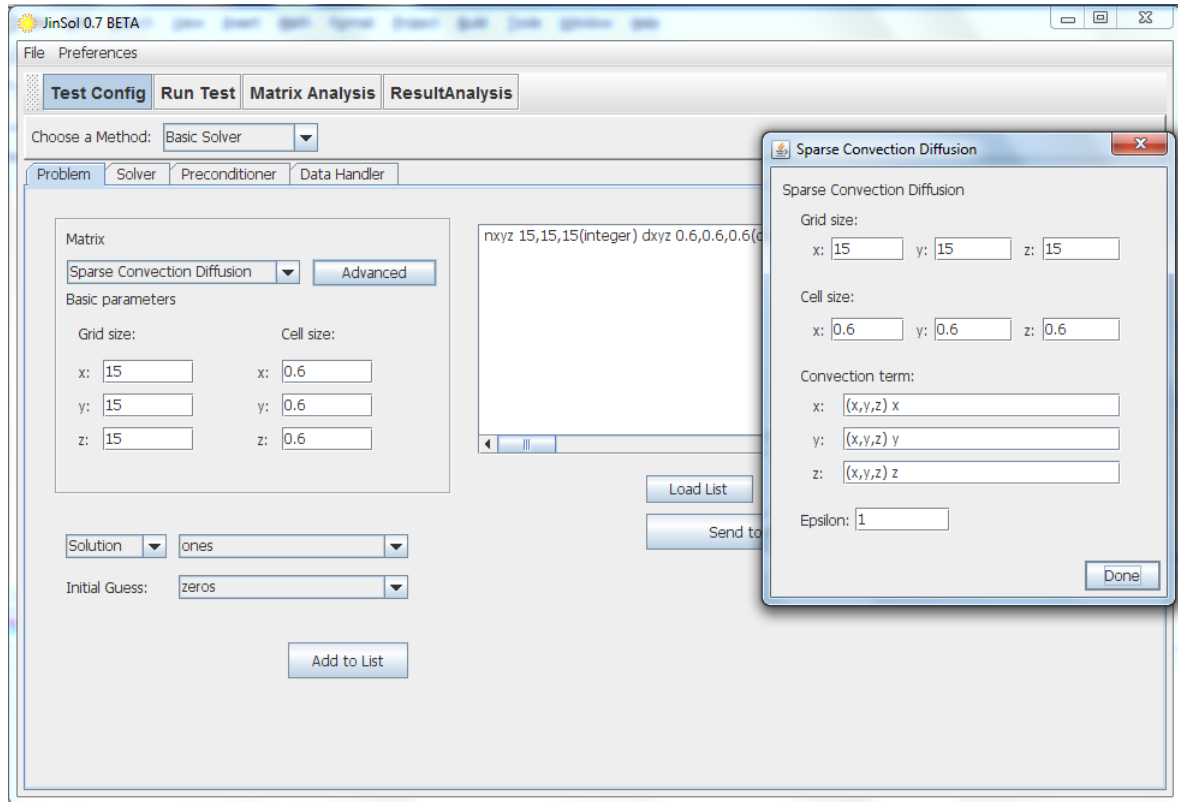 JinSol 0.7 BETA
File Preferences
Test Config Run Test Matrix Analysis ResultAnalysis
Choose a Method: Basic Solver
Problem Solver Preconditioner Data Handler
Matrix
Sparse Convection Diffusion Advanced
Basic parameters
Grid size: Cell size:
x: 15 x: 0.6
y: 15 y: 0.6
z: 15 z: 0.6
Solution ones
Initial Guess: zeros
Add to List
nxyz 15,15,15(integer) dxyz 0.6,0.6,0.6(
Load List
Send to
Sparse Convection Diffusion
Sparse Convection Diffusion
Grid size:
x: 15 y: 15 z: 15
Cell size:
x: 0.6 y: 0.6 z: 0.6
Convection term:
x: (x,y,z) x
y: (x,y,z) y
z: (x,y,z) z
Epsilon: 1
Done